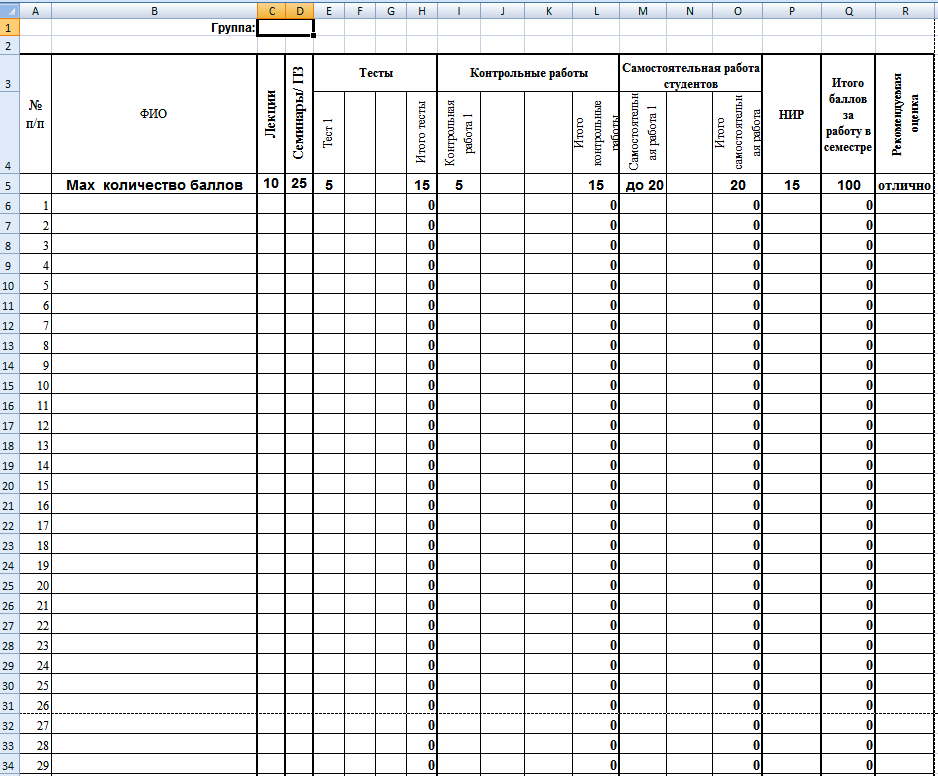 A B C D E F G H I J K L M N O P Q R
1 Группа:
2
3 № п/п ФИО Лекции Семинары/ ПЗ Тесты Контрольные работы Самостоятельная работа студентов НИР Итого баллов за работу в семестре Рекомендуемая оценка
4 Тест 1 Итого тесты Контрольная работа 1 Итого контрольные работы Самостоятельн ая работа 1 Итого самостоятельн ая работа
5 Max количество баллов 10 25 5 15 5 15 до 20 20 15 100 отлично
6 1 0 0 0 0
7 2 0 0 0 0
8 3 0 0 0 0
9 4 0 0 0 0
10 5 0 0 0 0
11 6 0 0 0 0
12 7 0 0 0 0
13 8 0 0 0 0
14 9 0 0 0 0
15 10 0 0 0 0
16 11 0 0 0 0
17 12 0 0 0 0
18 13 0 0 0 0
19 14 0 0 0 0
20 15 0 0 0 0
21 16 0 0 0 0
22 17 0 0 0 0
23 18 0 0 0 0
24 19 0 0 0 0
25 20 0 0 0 0
26 21 0 0 0 0
27 22 0 0 0 0
28 23 0 0 0 0
29 24 0 0 0 0
30 25 0 0 0 0
31 26 0 0 0 0
32 27 0 0 0 0
33 28 0 0 0 0
34 29 0 0 0 0